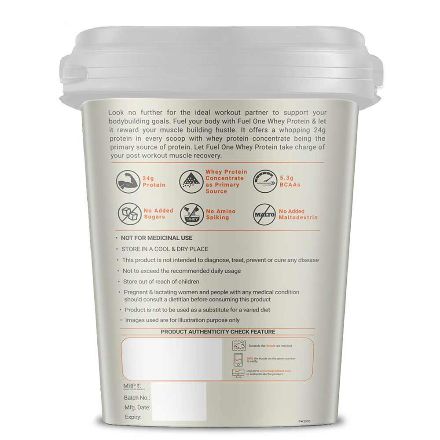 Look no further for the ideal workout partner to support your
bodybuilding goals. Fuel your body with Fuel One Whey Protein & let
it reward your muscle building hustle. It offers a whopping 24g
protein in every scoop with whey protein concentrate being the
primary source of protein. Let Fuel One Whey Protein take charge of
your post-workout muscle recovery.
24g
Protein
Whey Protein
Concentrate
as Primary
Source
5.3g
BCAAs
No Added
Sugars
No Amino
Spiking
MALTO
No Added
Maltodextrin
• NOT FOR MEDICINAL USE
• STORE IN A COOL & DRY PLACE
• This product is not intended to diagnose, treat, prevent or cure any disease
• Not to exceed the recommended daily usage
• Store out of reach of children
• Pregnent & lactating women and people with any medical condition
should consult a dietitian before consuming this product
• Product is not to be used as a substitute for a varied diet
• Images used are for illustration purpose only
PRODUCT AUTHENTICITY CHECK FEATURE
MRP ₹:
Batch No.:
Mfg. Date:
Expiry: